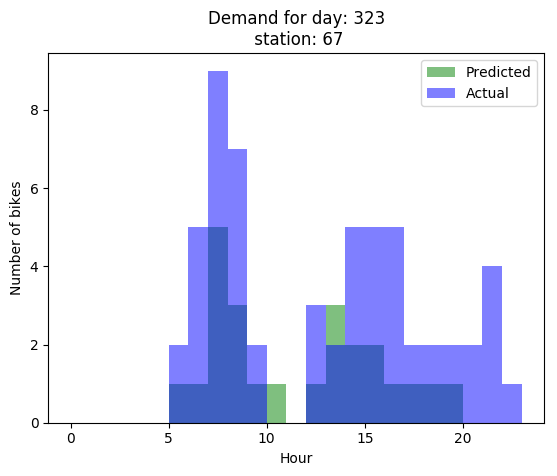 Demand for day: 323
station: 67
Predicted
Actual
Number of bikes
8
6
4
2
0
0
5
10
15
20
Hour